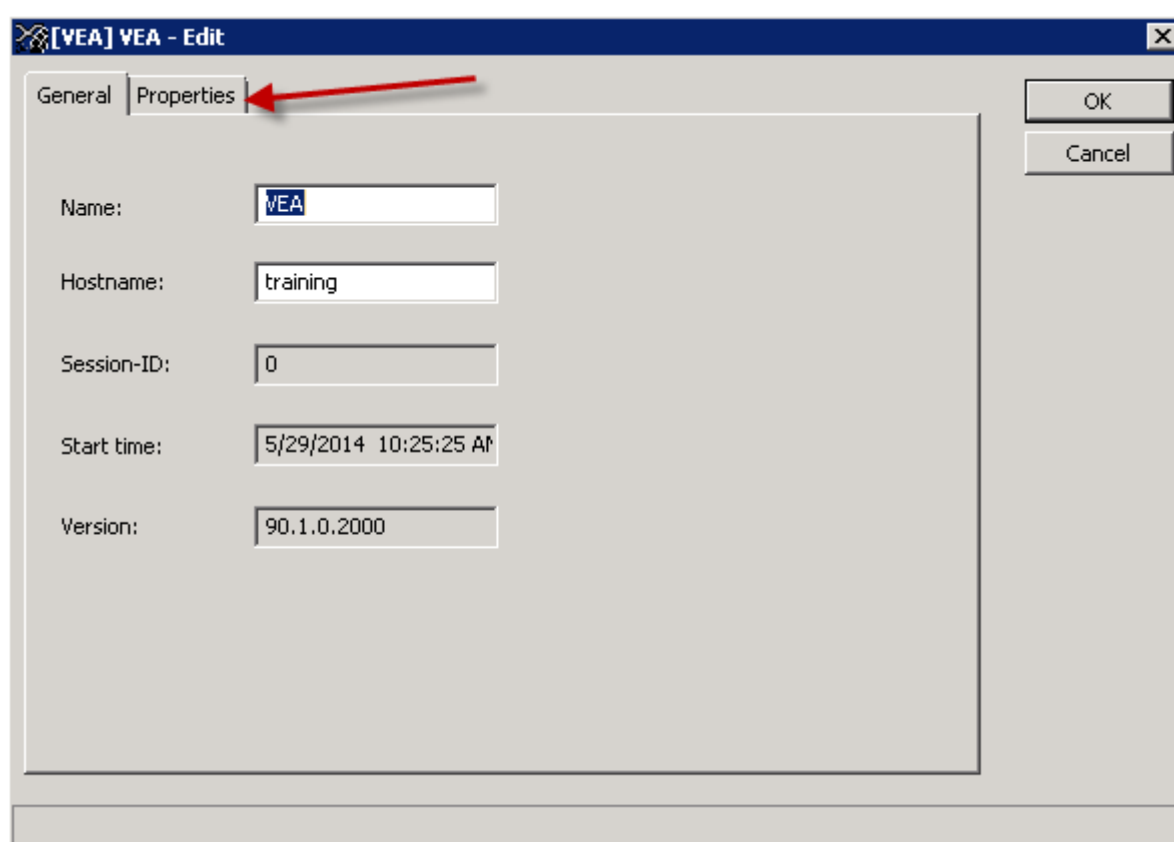 [VEA] VEA - Edit
General Properties
OK
Cancel
Name: VEA
Hostname: training
Session-ID: 0
Start time: 5/29/2014 10:25:25 AM
Version: 90.1.0.2000